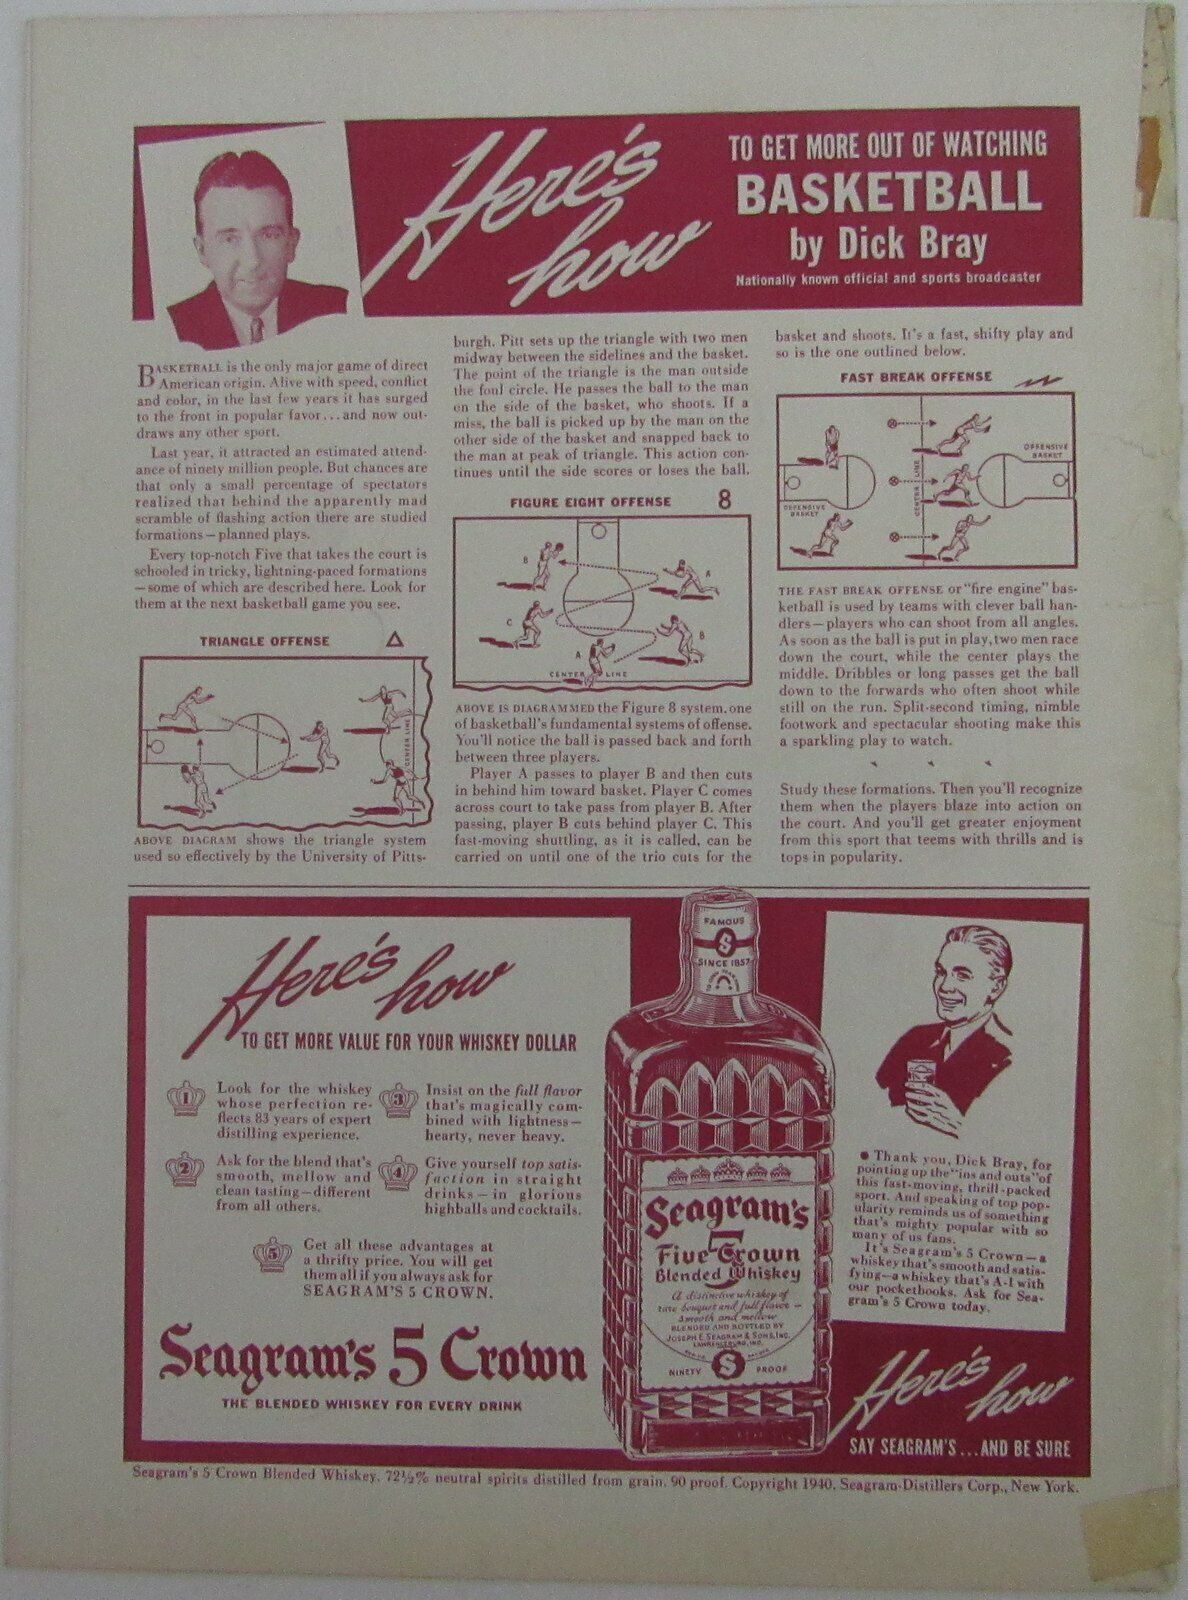 Here's
how
TO GET MORE OUT OF WATCHING
BASKETBALL
by Dick Bray
Nationally known official and sports broadcaster
BASKETBALL is the only major game of direct
American origin. Alive with speed, conflict
and color, in the last few years it has surged
to the front in popular favor...and now out-
draws any other sport.
Last year, it attracted an estimated attend-
ance of ninety million people. But chances are
that only a small percentage of spectators
realized that behind the apparently mad
scramble of flashing action there are studied
formations—planned plays.
Every top-notch Five that takes the court is
schooled in tricky, lightning-paced formations
—some of which are described here. Look for
them at the next basketball game you see.
TRIANGLE OFFENSE
CENTER LINE
ABOVE DIAGRAM shows the triangle system
used so effectively by the University of Pitts-
burgh. Pitt sets up the triangle with two men
midway between the sidelines and the basket.
The point of the triangle is the man outside
the foul circle. He passes the ball to the man
on the side of the basket, who shoots. If a
miss, the ball is picked up by the man on the
other side of the basket and snapped back to
the man at peak of triangle. This action con-
tinues until the side scores or loses the ball.
FIGURE EIGHT OFFENSE 8
B
A
C
B
A
CENTER LINE
ABOVE IS DIAGRAMMED the Figure 8 system, one
of basketball's fundamental systems of offense.
You'll notice the ball is passed back and forth
between three players.
Player A passes to player B and then cuts
in behind him toward basket. Player C comes
across court to take pass from player B. After
passing, player B cuts behind player C. This
fast-moving shuttling, as it is called, can be
carried on until one of the trio cuts for the
basket and shoots. It's a fast, shifty play and
so is the one outlined below.
FAST BREAK OFFENSE
OFFENSIVE
BASKET
CENTER LINE
DEFENSIVE
BASKET
THE FAST BREAK OFFENSE or "fire engine" bas-
ketball is used by teams with clever ball han-
dlers—players who can shoot from all angles.
As soon as the ball is put in play, two men race
down the court, while the center plays the
middle. Dribbles or long passes get the ball
down to the forwards who often shoot while
still on the run. Split-second timing, nimble
footwork and spectacular shooting make this
a sparkling play to watch.
Study these formations. Then you'll recognize
them when the players blaze into action on
the court. And you'll get greater enjoyment
from this sport that teems with thrills and is
tops in popularity.
Here's how
TO GET MORE VALUE FOR YOUR WHISKEY DOLLAR
1 Look for the whiskey
whose perfection re-
flects 83 years of expert
distilling experience.
2 Ask for the blend that's
smooth, mellow and
clean tasting—different
from all others.
3 Insist on the full flavor
that's magically com-
bined with lightness—
hearty, never heavy.
4 Give yourself top satis-
faction in straight
drinks—in glorious
highballs and cocktails.
5 Get all these advantages at
a thrifty price. You will get
them all if you always ask for
SEAGRAM'S 5 CROWN.
Seagram's 5 Crown
THE BLENDED WHISKEY FOR EVERY DRINK
FAMOUS
S
SINCE 1857
Seagram's
5
Five Crown
Blended Whiskey
A distinctive whiskey of
rare bouquet and full flavor—
Smooth and mellow
BLENDED AND BOTTLED BY
JOSEPH E. SEAGRAM & SONS, INC.
LAWRENCEBURG, IND.
NINETY S PROOF
Thank you, Dick Bray, for
pointing up the "ins and outs" of
this fast-moving, thrill-packed
sport. And speaking of top pop-
ularity reminds us of something
that's mighty popular with so
many of us fans.
It's Seagram's 5 Crown—a
whiskey that's smooth and satis-
fying—a whiskey that's A-1 with
our pocketbooks. Ask for Sea-
gram's 5 Crown today.
Here's how
SAY SEAGRAM'S...AND BE SURE
Seagram's 5 Crown Blended Whiskey. 72½% neutral spirits distilled from grain. 90 proof. Copyright 1940. Seagram-Distillers Corp., New York.